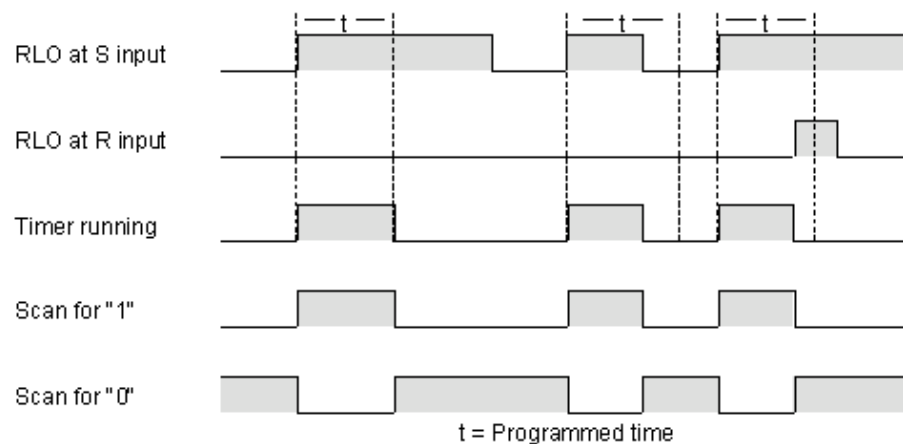 t t t
RLO at S input
RLO at R input
Timer running
Scan for "1"
Scan for "0"
t = Programmed time